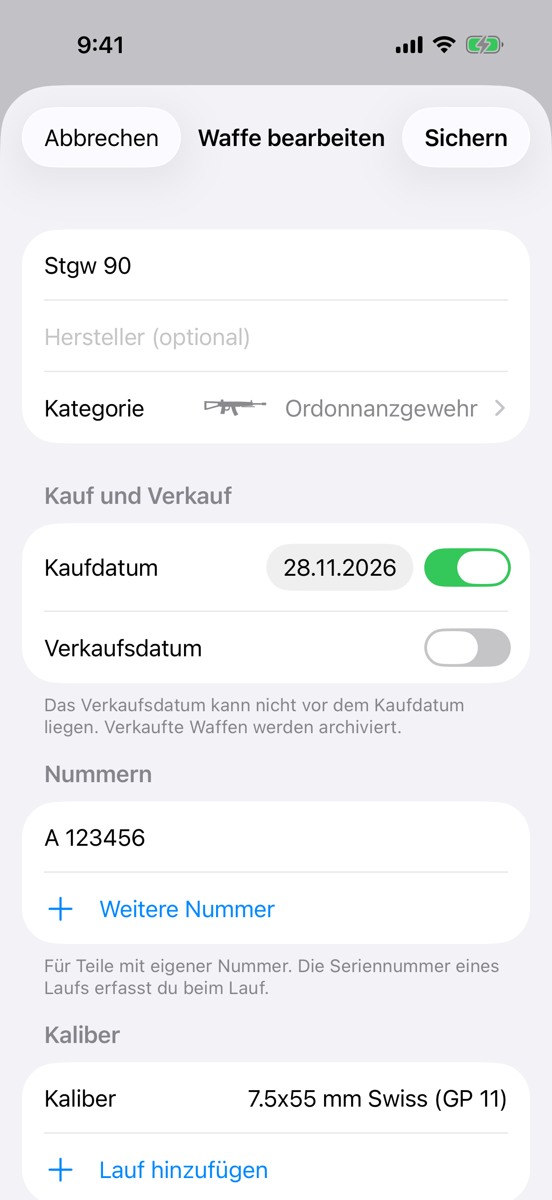 9:41
Abbrechen
Waffe bearbeiten
Sichern
Stgw 90
Hersteller (optional)
Kategorie
Ordonnanzgewehr
Kauf und Verkauf
Kaufdatum
28.11.2026
Verkaufsdatum
Das Verkaufsdatum kann nicht vor dem Kaufdatum
liegen. Verkaufte Waffen werden archiviert.
Nummern
A 123456
Weitere Nummer
Für Teile mit eigener Nummer. Die Seriennummer eines
Laufs erfasst du beim Lauf.
Kaliber
Kaliber
7.5x55 mm Swiss (GP 11)
Lauf hinzufügen